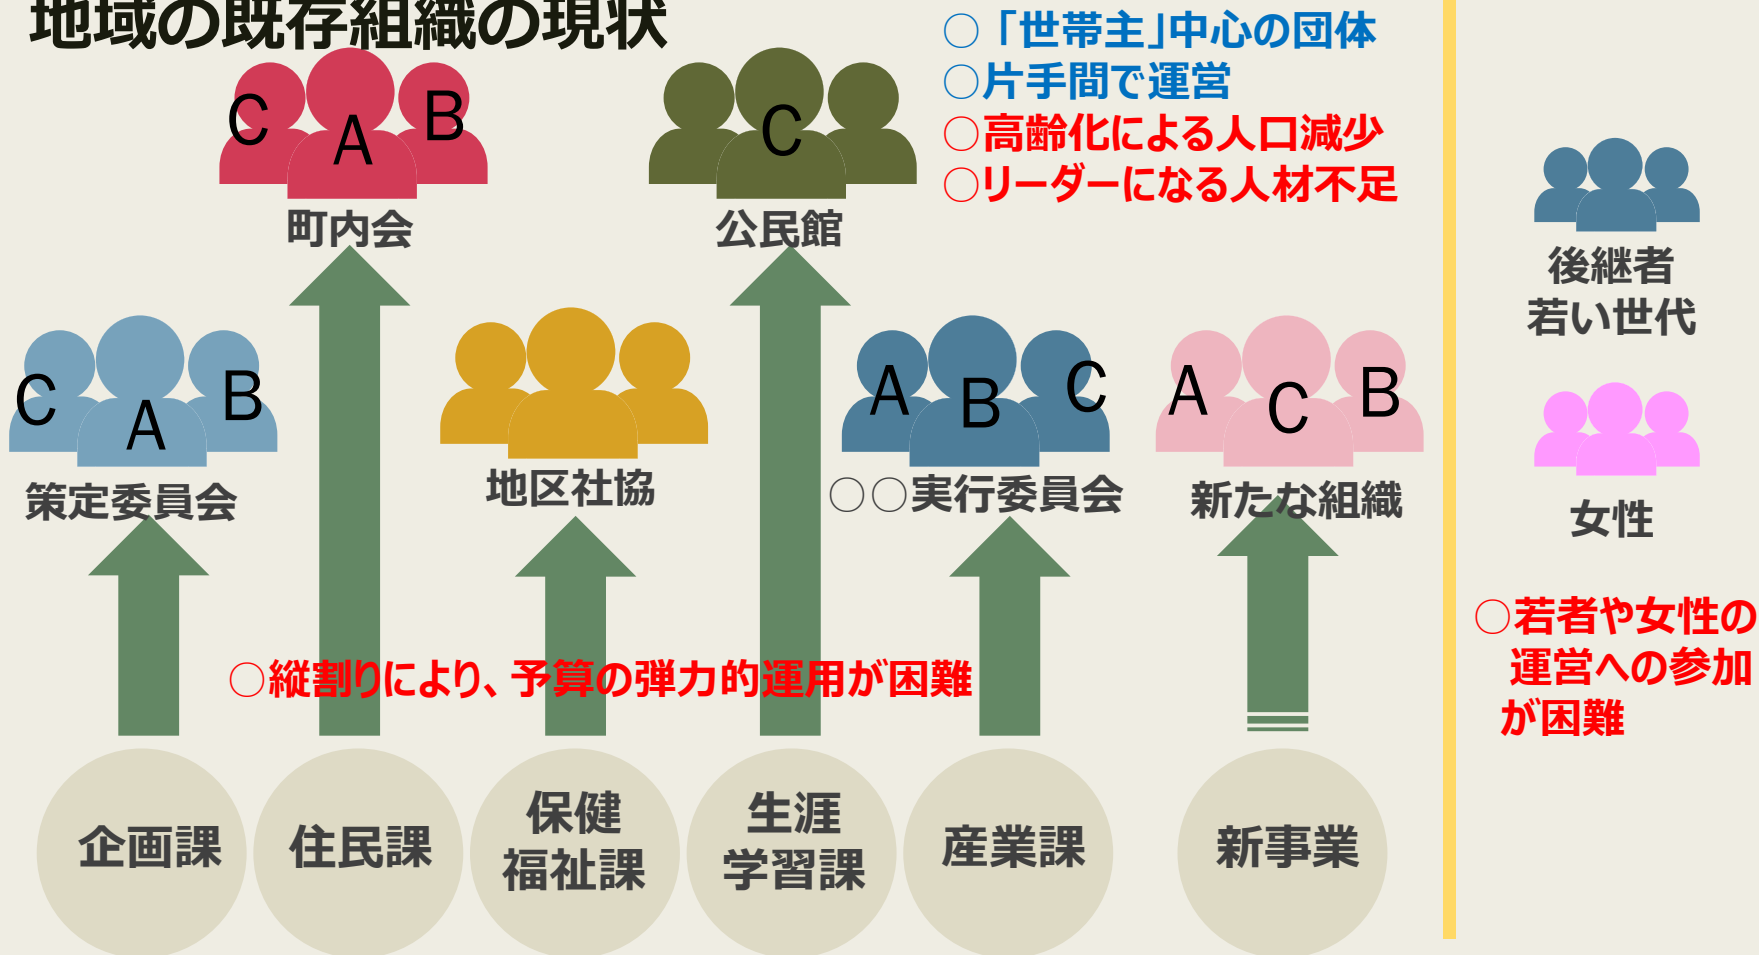 地域の既存組織の現状
○「世帯主」中心の団体
○片手間で運営
○高齢化による人口減少
○リーダーになる人材不足
C A B
町内会
C
公民館
C A B
策定委員会
地区社協
A B C
○○実行委員会
A C B
新たな組織
○縦割りにより、予算の弾力的運用が困難
企画課
住民課
保健
福祉課
生涯
学習課
産業課
新事業
後継者
若い世代
女性
○若者や女性の
運営への参加
が困難